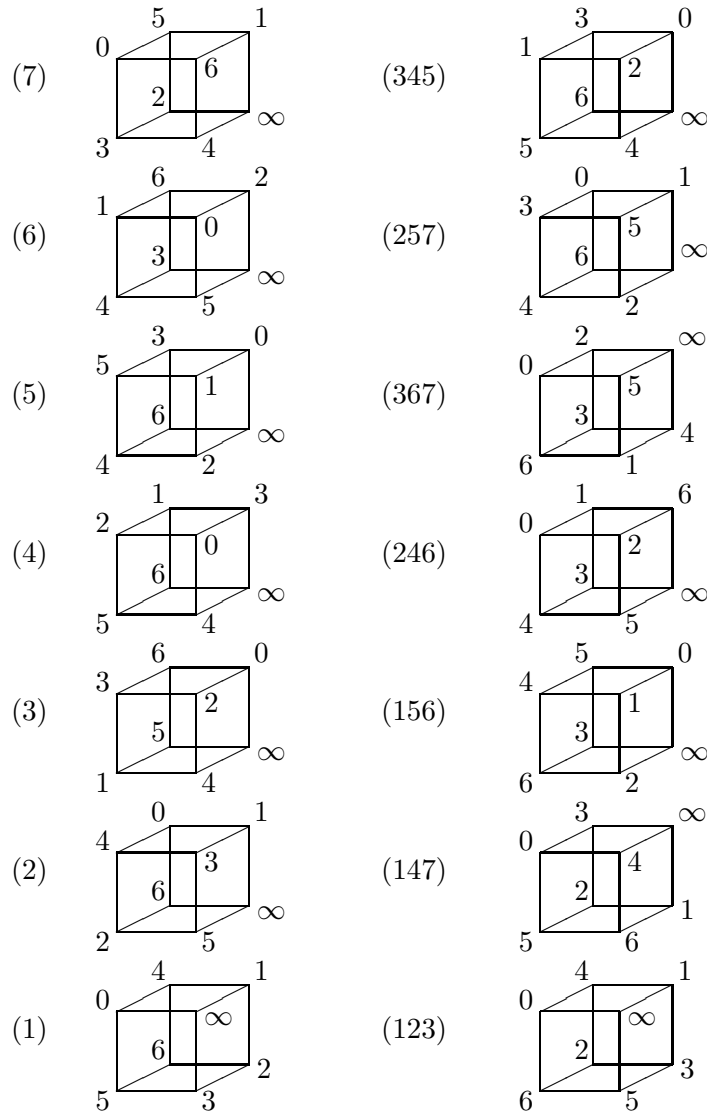 5 1 3 0
0 1
(7) 6 (345) 2
2 6
∞ ∞
3 4 5 4
6 2 0 1
1 3
(6) 0 (257) 5
3 6 ∞
∞
4 5 4 2
3 0 2 ∞
5 0
(5) 1 (367) 5
6 3
∞ 4
4 2 6 1
1 3 1 6
2 0
(4) 0 (246) 2
6 3
∞ ∞
5 4 4 5
6 0 5 0
3 4
(3) 2 (156) 1
5 3
∞ ∞
1 4 6 2
0 1 3 ∞
4 0
(2) 3 (147) 4
6 2
∞ 1
2 5 5 6
4 1 4 1
0 0
(1) ∞ (123) ∞
6 2
2 3
5 3 6 5